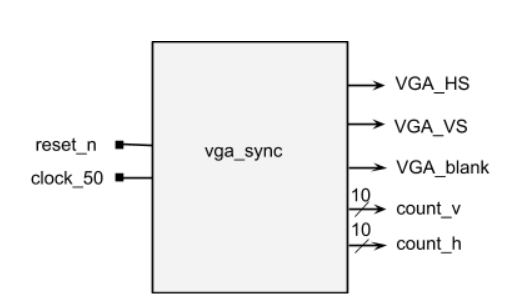 VGA_HS
VGA_VS
reset_n
vga_sync
VGA_blank
clock_50
10
count_v
10
count_h